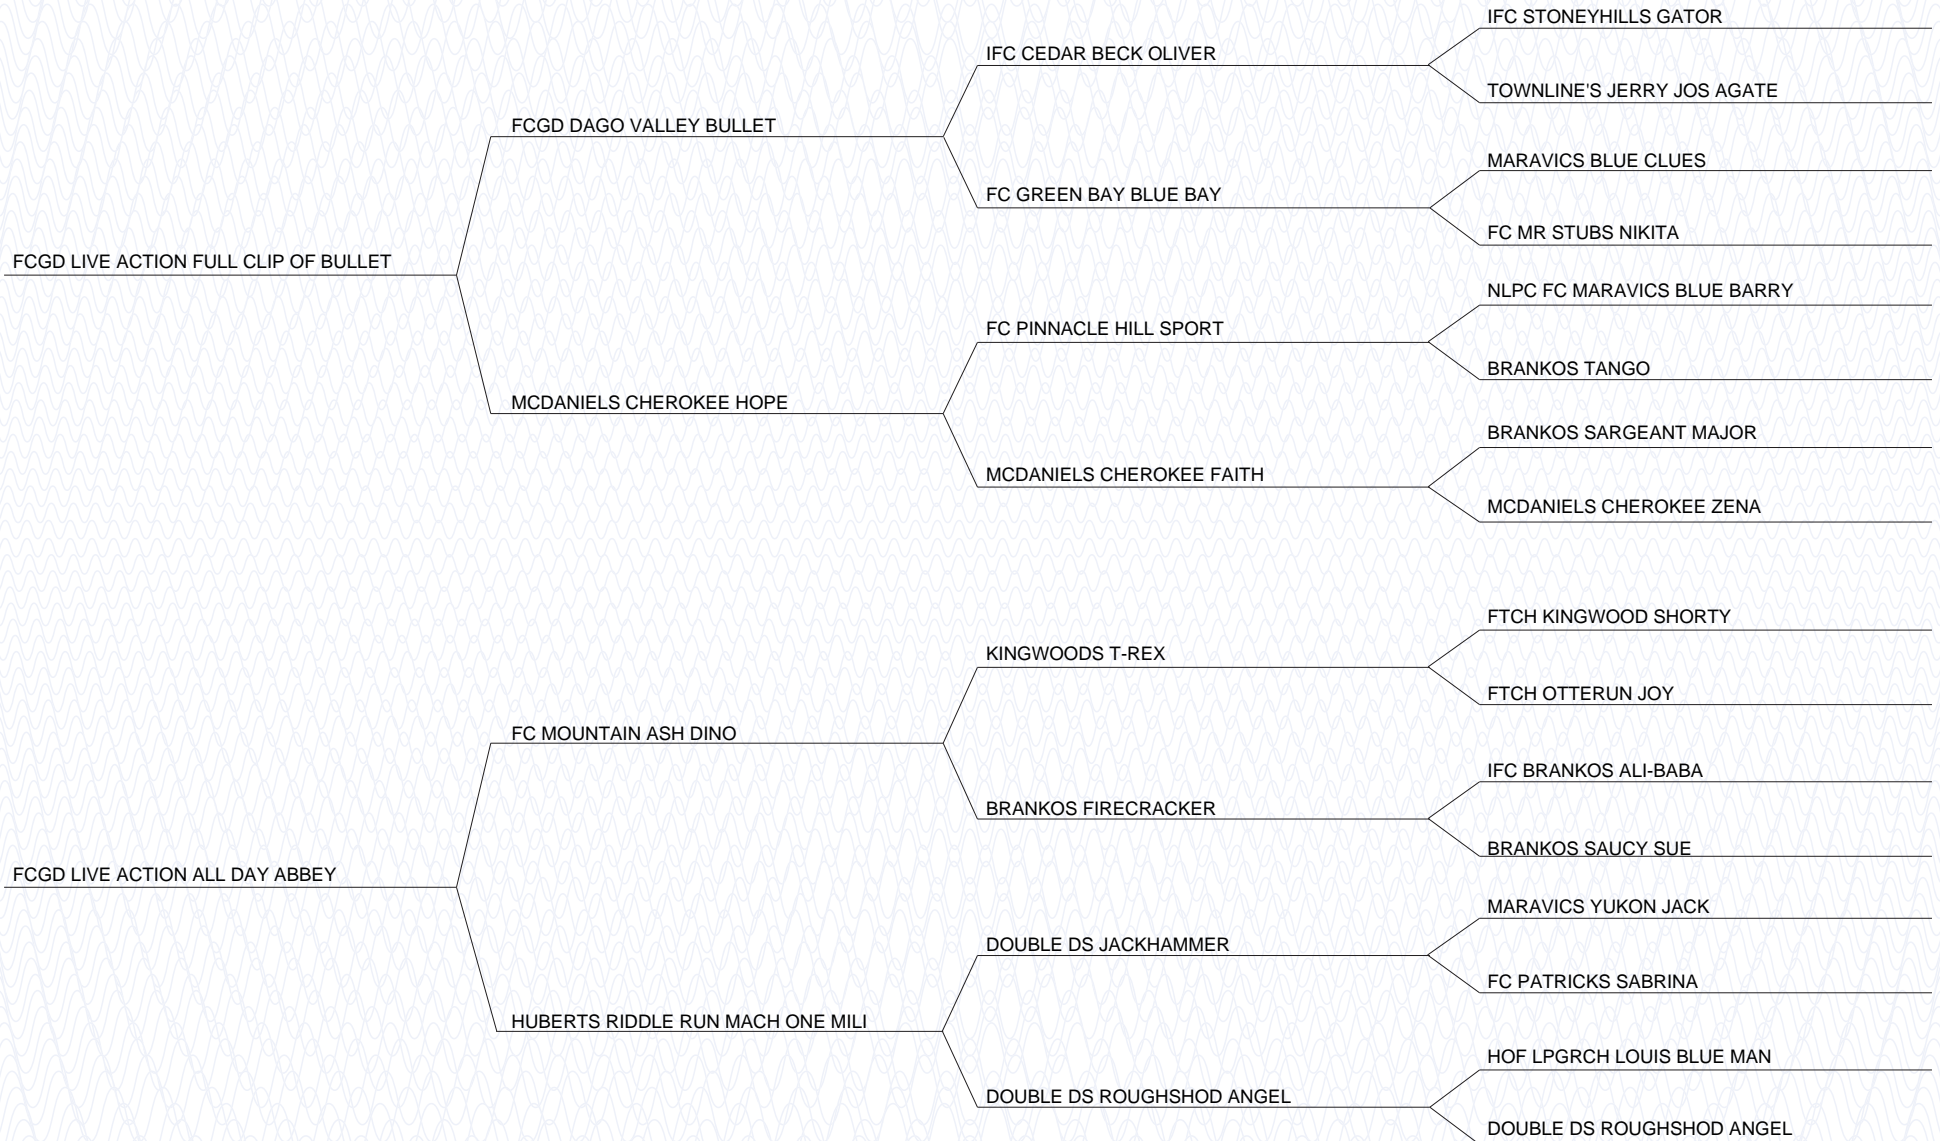 IFC STONEYHILLS GATOR
IFC CEDAR BECK OLIVER
TOWNLINE'S JERRY JOS AGATE
FCGD DAGO VALLEY BULLET
MARAVICS BLUE CLUES
FC GREEN BAY BLUE BAY
FC MR STUBS NIKITA
FCGD LIVE ACTION FULL CLIP OF BULLET
NLPC FC MARAVICS BLUE BARRY
FC PINNACLE HILL SPORT
BRANKOS TANGO
MCDANIELS CHEROKEE HOPE
BRANKOS SARGEANT MAJOR
MCDANIELS CHEROKEE FAITH
MCDANIELS CHEROKEE ZENA
FTCH KINGWOOD SHORTY
KINGWOODS T-REX
FTCH OTTERUN JOY
FC MOUNTAIN ASH DINO
IFC BRANKOS ALI-BABA
BRANKOS FIRECRACKER
BRANKOS SAUCY SUE
FCGD LIVE ACTION ALL DAY ABBEY
MARAVICS YUKON JACK
DOUBLE DS JACKHAMMER
FC PATRICKS SABRINA
HUBERTS RIDDLE RUN MACH ONE MILI
HOF LPGRCH LOUIS BLUE MAN
DOUBLE DS ROUGHSHOD ANGEL
DOUBLE DS ROUGHSHOD ANGEL